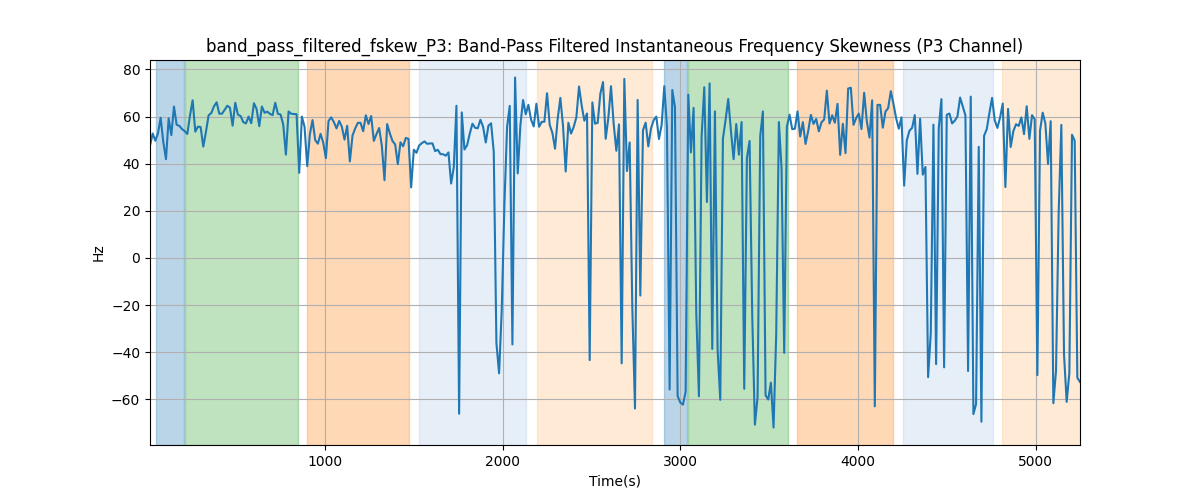 band_pass_filtered_fskew_P3: Band-Pass Filtered Instantaneous Frequency Skewness (P3 Channel)
80
60
40
20
0
−20
−40
−60
Hz
1000 2000 3000 4000 5000
Time(s)